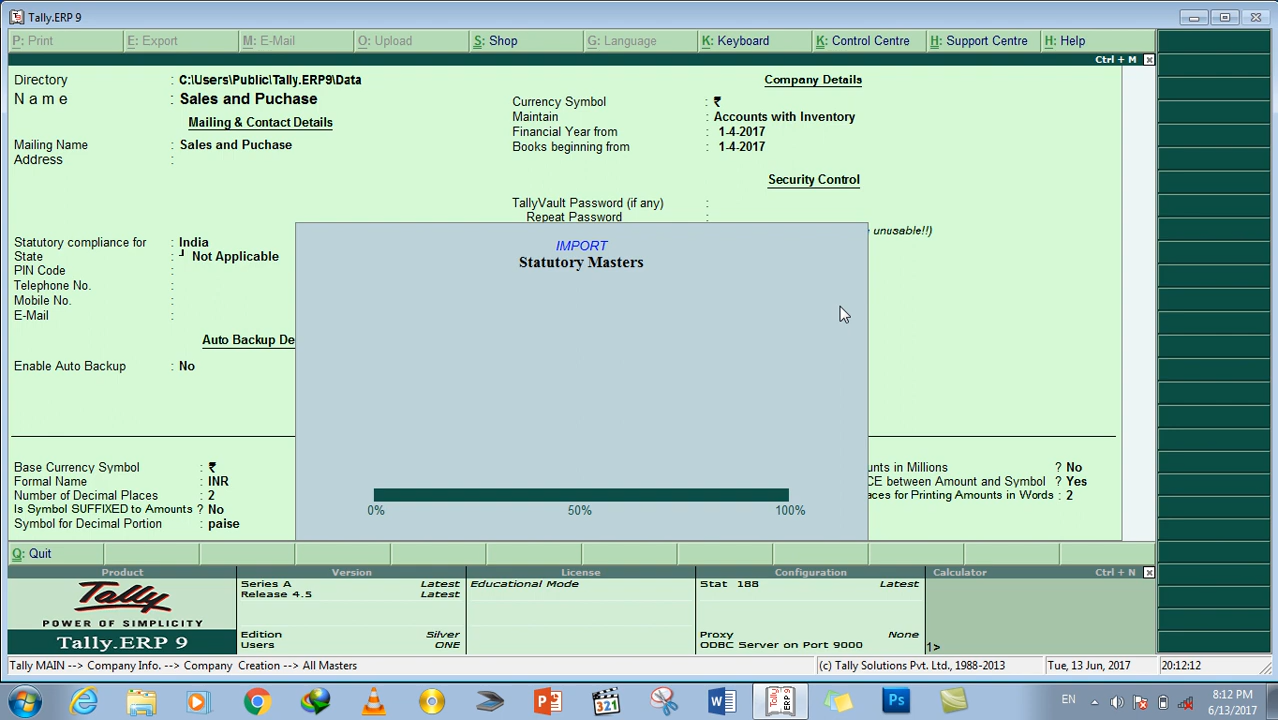 Tally.ERP 9
P: Print E: Export M: E-Mail O: Upload S: Shop G: Language K: Keyboard K: Control Centre H: Support Centre H: Help
Ctrl + M
Directory : C:\Users\Public\Tally.ERP9\Data
Name : Sales and Puchase
Mailing & Contact Details
Mailing Name : Sales and Puchase
Address :
Statutory compliance for : India
State : ┘ Not Applicable
PIN Code :
Telephone No. :
Mobile No. :
E-Mail :
Auto Backup De
Enable Auto Backup : No
Company Details
Currency Symbol : ₹
Maintain : Accounts with Inventory
Financial Year from : 1-4-2017
Books beginning from : 1-4-2017
Security Control
TallyVault Password (if any) :
Repeat Password :
unusable!!)
IMPORT
Statutory Masters
0% 50% 100%
Base Currency Symbol : ₹
Formal Name : INR
Number of Decimal Places : 2
Is Symbol SUFFIXED to Amounts ? No
Symbol for Decimal Portion : paise
unts in Millions ? No
CE between Amount and Symbol ? Yes
aces for Printing Amounts in Words : 2
Q: Quit
Product Version License Configuration Calculator Ctrl + N
Tally
POWER OF SIMPLICITY
Tally.ERP 9
Series A Latest
Release 4.5 Latest
Edition Silver
Users ONE
Educational Mode
Stat 188 Latest
Proxy None
ODBC Server on Port 9000
1>
Tally MAIN --> Company Info. --> Company Creation --> All Masters (c) Tally Solutions Pvt. Ltd., 1988-2013 Tue, 13 Jun, 2017 20:12:12
321
Ps
EN
8:12 PM
6/13/2017